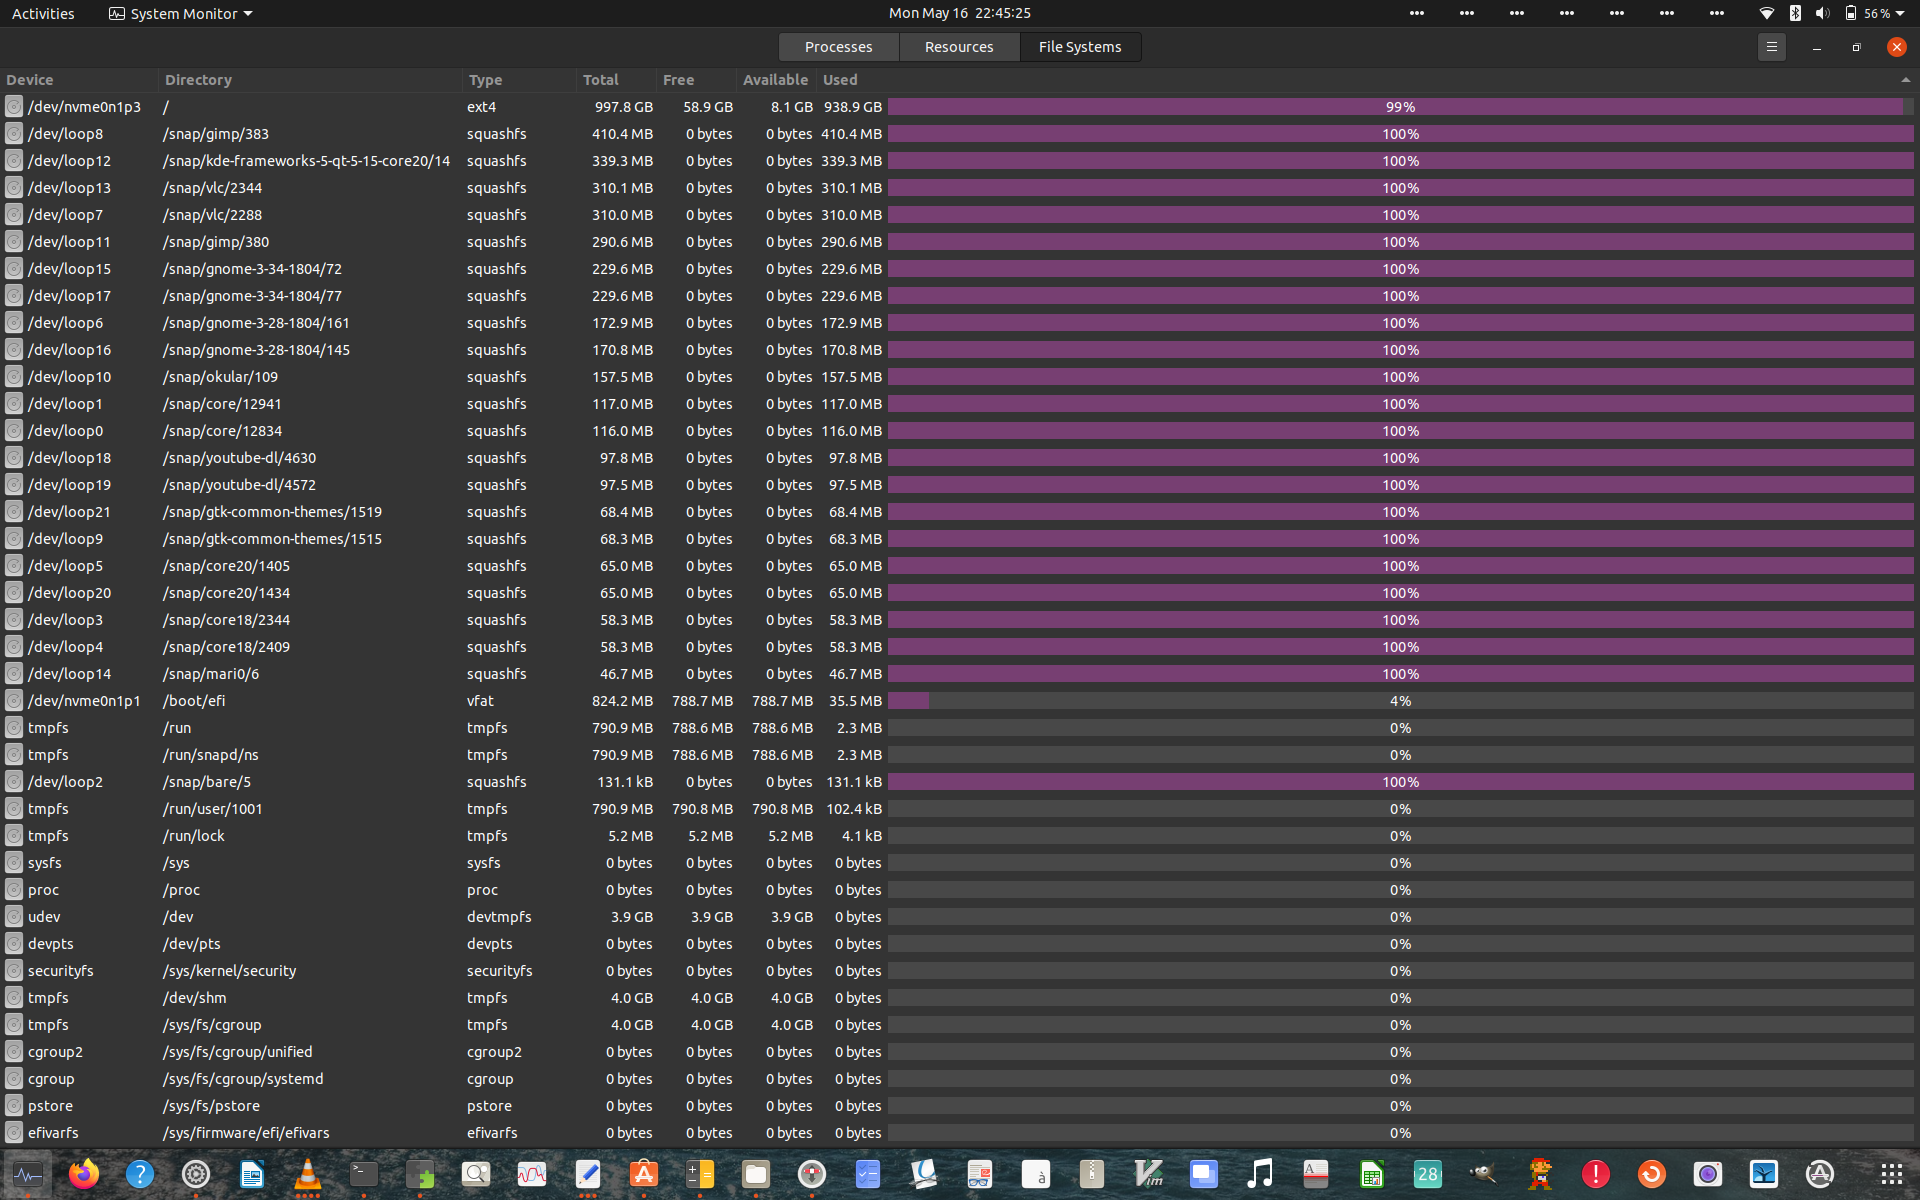 Activities System Monitor Mon May 16 22:45:25 56 %
Processes Resources File Systems
Device Directory Type Total Free Available Used
/dev/nvme0n1p3 / ext4 997.8 GB 58.9 GB 8.1 GB 938.9 GB 99%
/dev/loop8 /snap/gimp/383 squashfs 410.4 MB 0 bytes 0 bytes 410.4 MB 100%
/dev/loop12 /snap/kde-frameworks-5-qt-5-15-core20/14 squashfs 339.3 MB 0 bytes 0 bytes 339.3 MB 100%
/dev/loop13 /snap/vlc/2344 squashfs 310.1 MB 0 bytes 0 bytes 310.1 MB 100%
/dev/loop7 /snap/vlc/2288 squashfs 310.0 MB 0 bytes 0 bytes 310.0 MB 100%
/dev/loop11 /snap/gimp/380 squashfs 290.6 MB 0 bytes 0 bytes 290.6 MB 100%
/dev/loop15 /snap/gnome-3-34-1804/72 squashfs 229.6 MB 0 bytes 0 bytes 229.6 MB 100%
/dev/loop17 /snap/gnome-3-34-1804/77 squashfs 229.6 MB 0 bytes 0 bytes 229.6 MB 100%
/dev/loop6 /snap/gnome-3-28-1804/161 squashfs 172.9 MB 0 bytes 0 bytes 172.9 MB 100%
/dev/loop16 /snap/gnome-3-28-1804/145 squashfs 170.8 MB 0 bytes 0 bytes 170.8 MB 100%
/dev/loop10 /snap/okular/109 squashfs 157.5 MB 0 bytes 0 bytes 157.5 MB 100%
/dev/loop1 /snap/core/12941 squashfs 117.0 MB 0 bytes 0 bytes 117.0 MB 100%
/dev/loop0 /snap/core/12834 squashfs 116.0 MB 0 bytes 0 bytes 116.0 MB 100%
/dev/loop18 /snap/youtube-dl/4630 squashfs 97.8 MB 0 bytes 0 bytes 97.8 MB 100%
/dev/loop19 /snap/youtube-dl/4572 squashfs 97.5 MB 0 bytes 0 bytes 97.5 MB 100%
/dev/loop21 /snap/gtk-common-themes/1519 squashfs 68.4 MB 0 bytes 0 bytes 68.4 MB 100%
/dev/loop9 /snap/gtk-common-themes/1515 squashfs 68.3 MB 0 bytes 0 bytes 68.3 MB 100%
/dev/loop5 /snap/core20/1405 squashfs 65.0 MB 0 bytes 0 bytes 65.0 MB 100%
/dev/loop20 /snap/core20/1434 squashfs 65.0 MB 0 bytes 0 bytes 65.0 MB 100%
/dev/loop3 /snap/core18/2344 squashfs 58.3 MB 0 bytes 0 bytes 58.3 MB 100%
/dev/loop4 /snap/core18/2409 squashfs 58.3 MB 0 bytes 0 bytes 58.3 MB 100%
/dev/loop14 /snap/mari0/6 squashfs 46.7 MB 0 bytes 0 bytes 46.7 MB 100%
/dev/nvme0n1p1 /boot/efi vfat 824.2 MB 788.7 MB 788.7 MB 35.5 MB 4%
tmpfs /run tmpfs 790.9 MB 788.6 MB 788.6 MB 2.3 MB 0%
tmpfs /run/snapd/ns tmpfs 790.9 MB 788.6 MB 788.6 MB 2.3 MB 0%
/dev/loop2 /snap/bare/5 squashfs 131.1 kB 0 bytes 0 bytes 131.1 kB 100%
tmpfs /run/user/1001 tmpfs 790.9 MB 790.8 MB 790.8 MB 102.4 kB 0%
tmpfs /run/lock tmpfs 5.2 MB 5.2 MB 5.2 MB 4.1 kB 0%
sysfs /sys sysfs 0 bytes 0 bytes 0 bytes 0 bytes 0%
proc /proc proc 0 bytes 0 bytes 0 bytes 0 bytes 0%
udev /dev devtmpfs 3.9 GB 3.9 GB 3.9 GB 0 bytes 0%
devpts /dev/pts devpts 0 bytes 0 bytes 0 bytes 0 bytes 0%
securityfs /sys/kernel/security securityfs 0 bytes 0 bytes 0 bytes 0 bytes 0%
tmpfs /dev/shm tmpfs 4.0 GB 4.0 GB 4.0 GB 0 bytes 0%
tmpfs /sys/fs/cgroup tmpfs 4.0 GB 4.0 GB 4.0 GB 0 bytes 0%
cgroup2 /sys/fs/cgroup/unified cgroup2 0 bytes 0 bytes 0 bytes 0 bytes 0%
cgroup /sys/fs/cgroup/systemd cgroup 0 bytes 0 bytes 0 bytes 0 bytes 0%
pstore /sys/fs/pstore pstore 0 bytes 0 bytes 0 bytes 0 bytes 0%
efivarfs /sys/firmware/efi/efivars efivarfs 0 bytes 0 bytes 0 bytes 0 bytes 0%
? >_ à Vim A 28 !